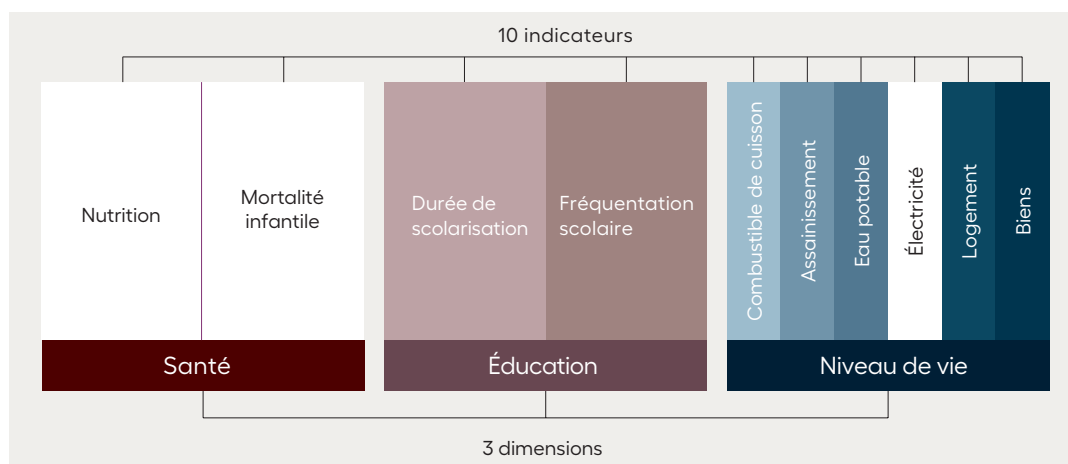 10 indicateurs
Nutrition
Mortalité
infantile
Durée de
scolarisation
Fréquentation
scolaire
Combustible de cuisson
Assainissement
Eau potable
Électricité
Logement
Biens
Santé
Éducation
Niveau de vie
3 dimensions